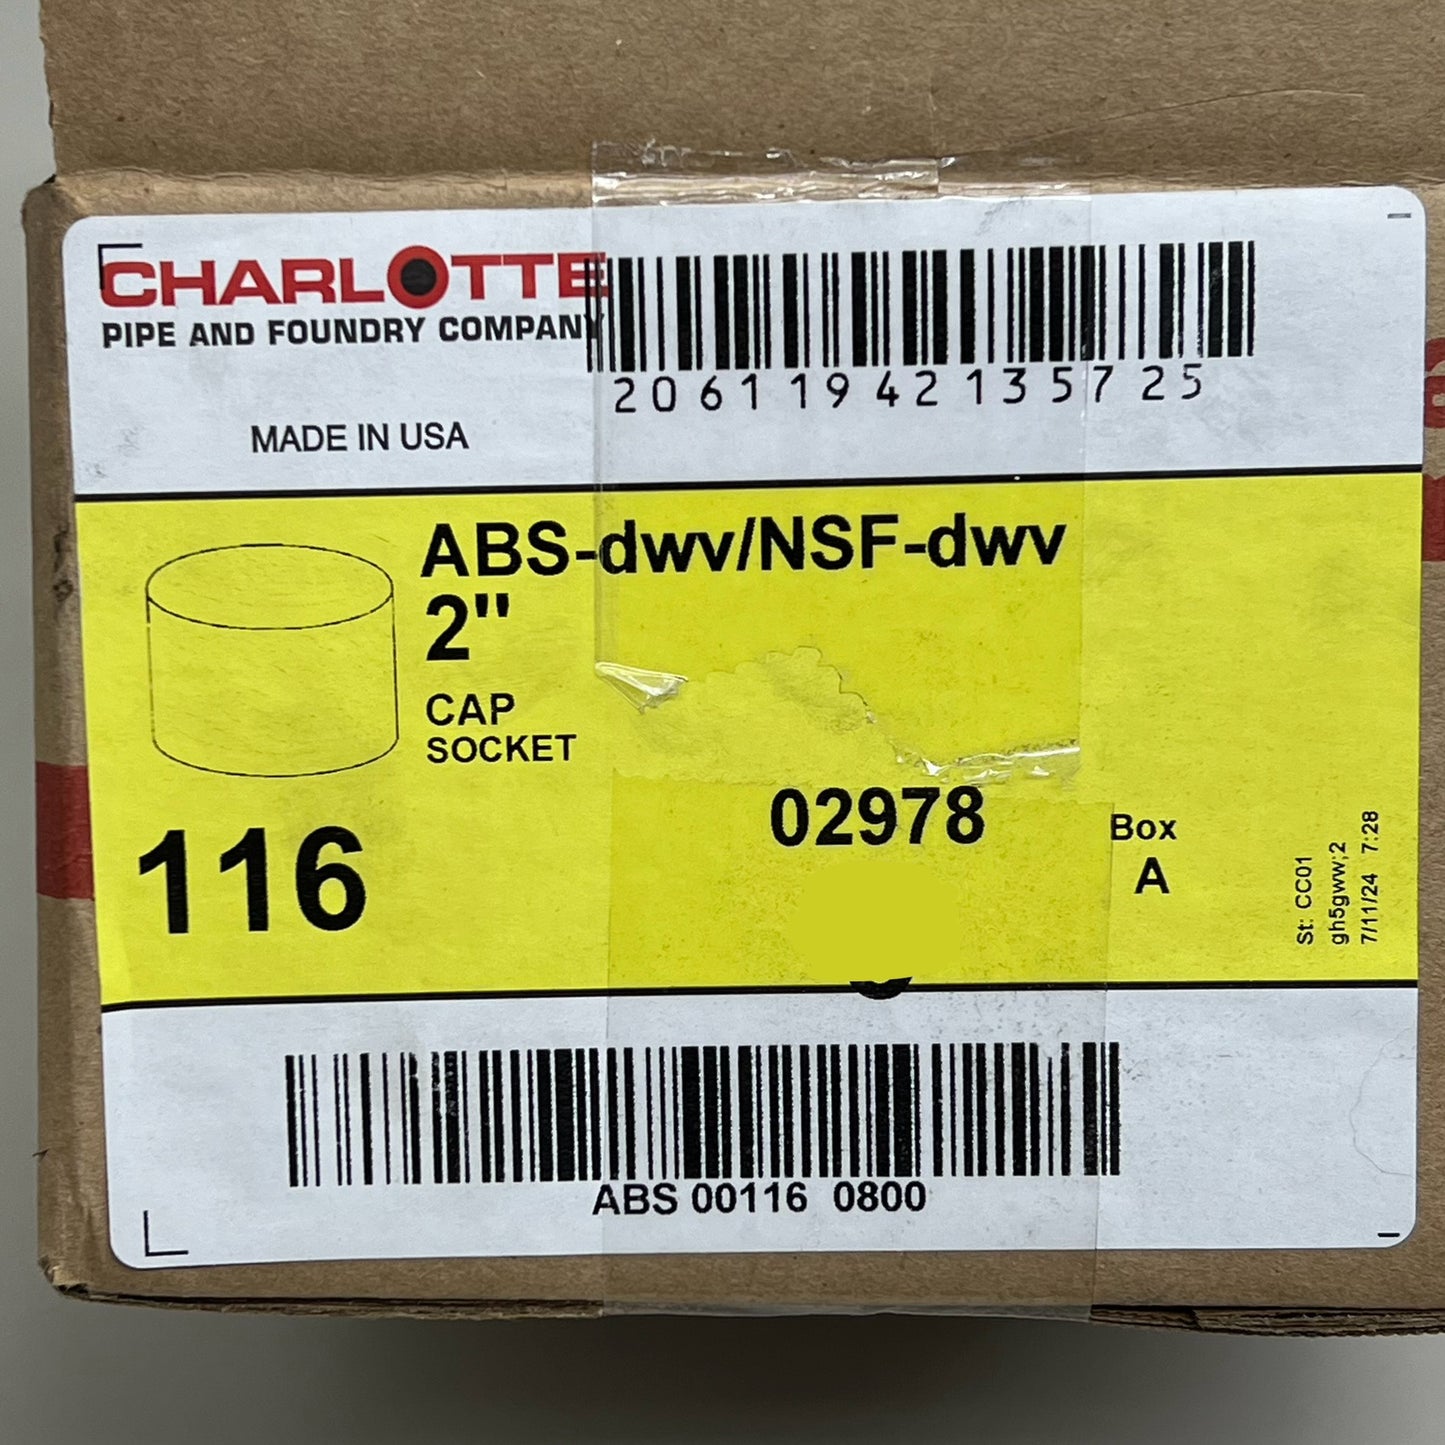 CHARLOTTE
PIPE AND FOUNDRY COMPANY
20611942135725
MADE IN USA
ABS-dwv/NSF-dwv
2"
CAP
SOCKET
116
02978
Box
A
St: CC01
gh5gww;2
7/11/24 7:28
ABS 00116 0800